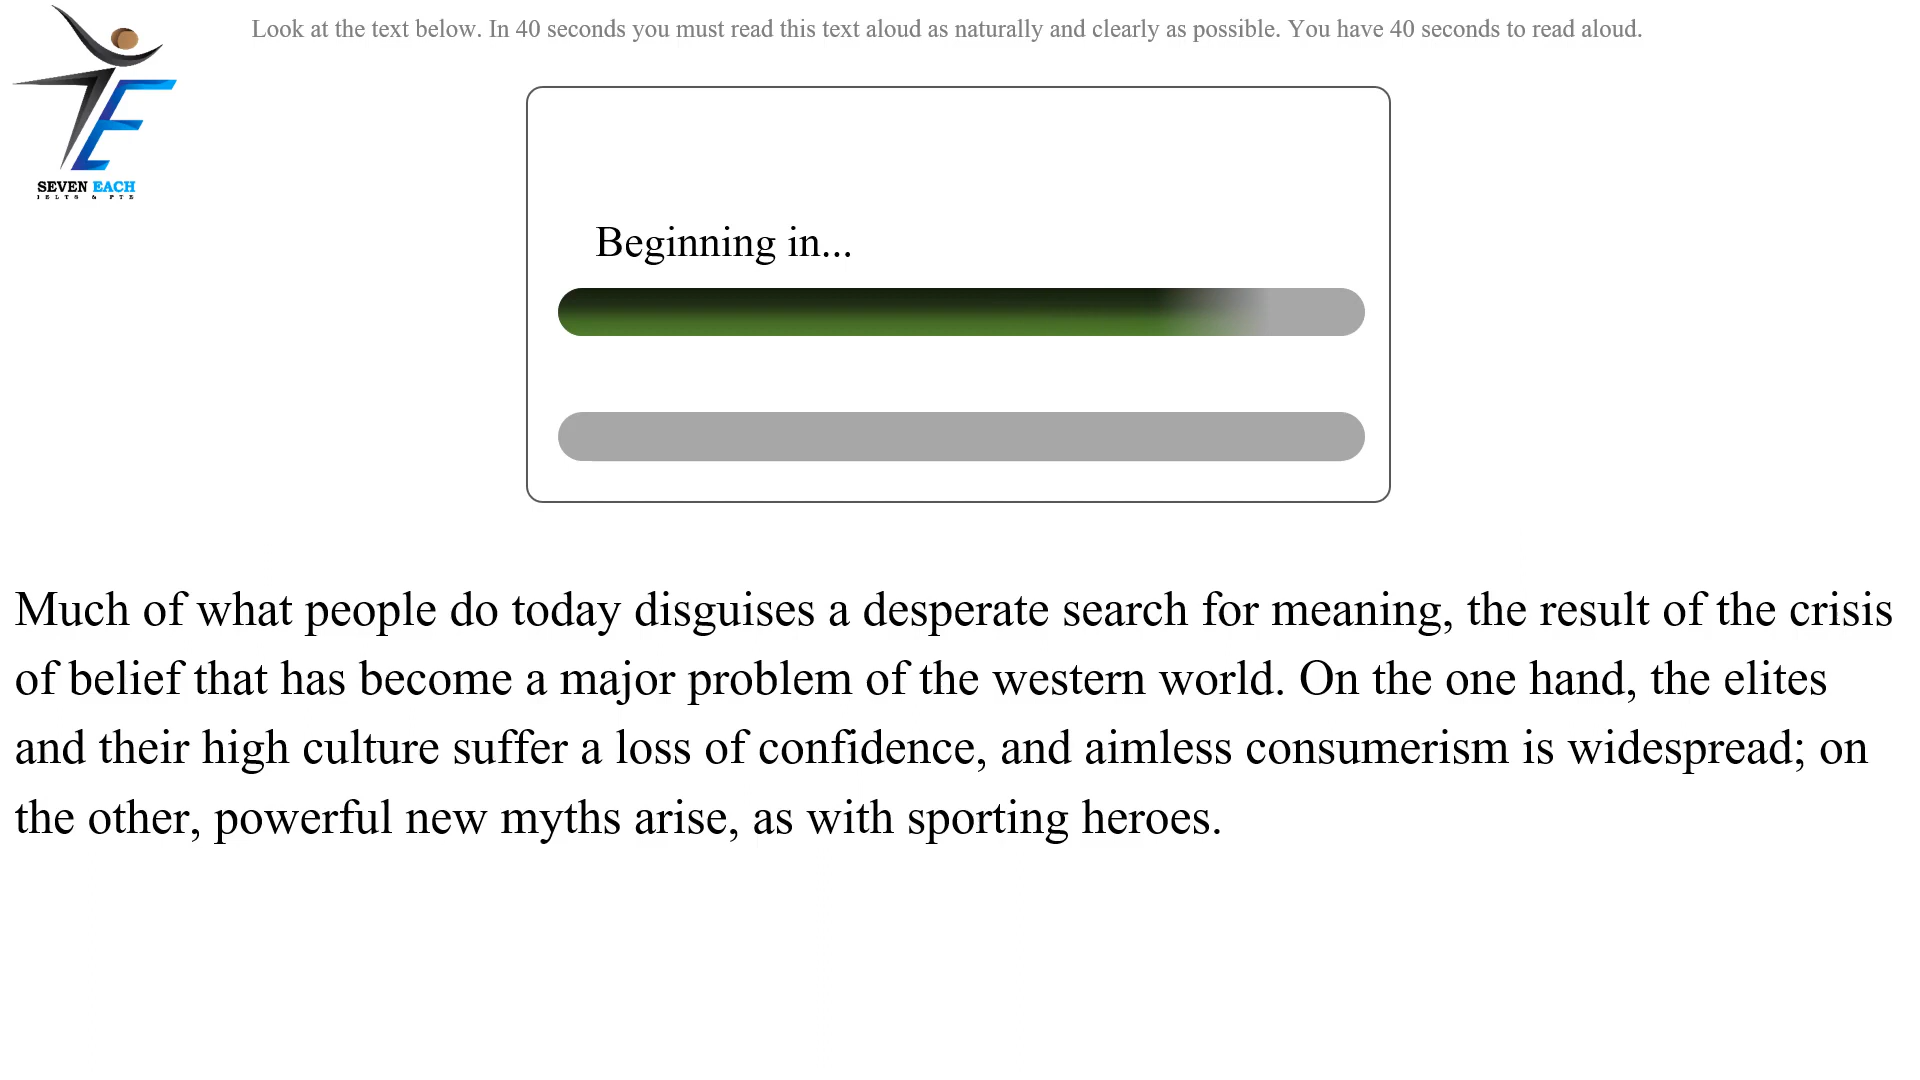 Look at the text below. In 40 seconds you must read this text aloud as naturally and clearly as possible. You have 40 seconds to read aloud.
SEVEN EACH
IELTS & PTE
Beginning in...
Much of what people do today disguises a desperate search for meaning, the result of the crisis
of belief that has become a major problem of the western world. On the one hand, the elites
and their high culture suffer a loss of confidence, and aimless consumerism is widespread; on
the other, powerful new myths arise, as with sporting heroes.